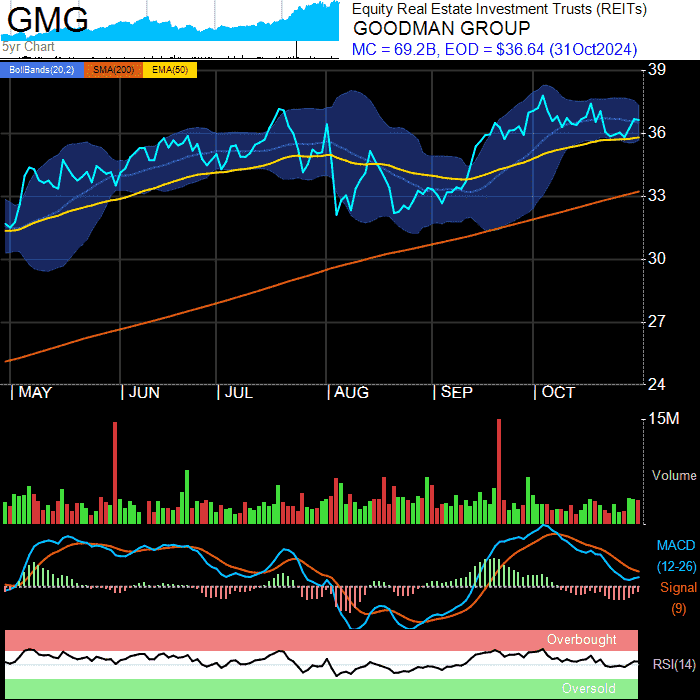 GMG
5yr Chart
Equity Real Estate Investment Trusts (REITs)
GOODMAN GROUP
MC = 69.2B, EOD = $36.64 (31Oct2024)
BollBands(20,2) SMA(200) EMA(50)
39
36
33
30
27
24
MAY JUN JUL AUG SEP OCT
15M
Volume
MACD
(12-26)
Signal
(9)
Overbought
RSI(14)
Oversold